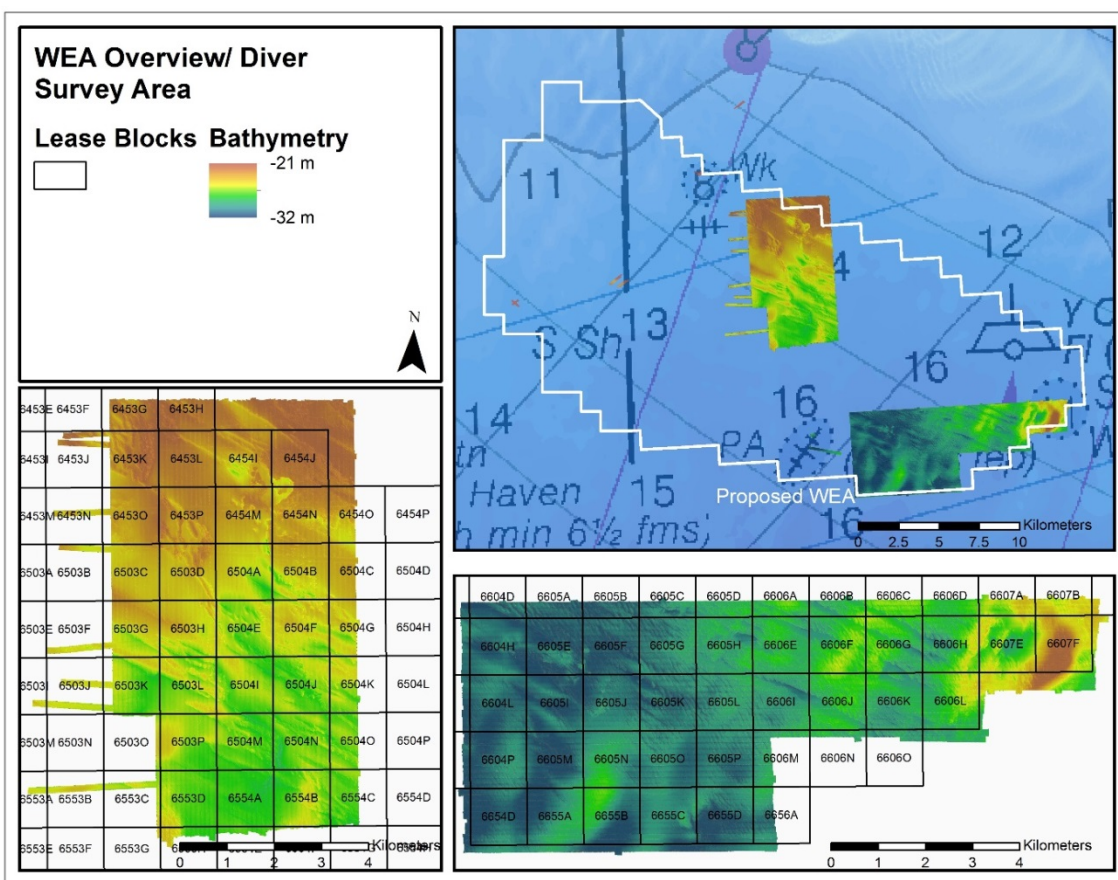 WEA Overview/ Diver
Survey Area
Lease Blocks Bathymetry
-21 m
-32 m
N
Wk
11
12
4
13
S Sh
16
16
14
PA
Haven
15
Proposed WEA
h min 6½ fms)
16
Kilometers
0 2.5 5 7.5 10
6453E 6453F 6453G 6453H
6453I 6453J 6453K 6453L 6454I 6454J
6453M 6453N 6453O 6453P 6454M 6454N 6454O 6454P
6503A 6503B 6503C 6503D 6504A 6504B 6504C 6504D
6503E 6503F 6503G 6503H 6504E 6504F 6504G 6504H
6503I 6503J 6503K 6503L 6504I 6504J 6504K 6504L
6503M 6503N 6503O 6503P 6504M 6504N 6504O 6504P
6553A 6553B 6553C 6553D 6554A 6554B 6554C 6554D
6553E 6553F 6553G
Kilometers
0 1 2 3 4
6604D 6605A 6605B 6605C 6605D 6606A 6606B 6606C 6606D 6607A 6607B
6604H 6605E 6605F 6605G 6605H 6606E 6606F 6606G 6606H 6607E 6607F
6604L 6605I 6605J 6605K 6605L 6606I 6606J 6606K 6606L
6604P 6605M 6605N 6605O 6605P 6606M 6606N 6606O
6654D 6655A 6655B 6655C 6655D 6656A
Kilometers
0 1 2 3 4